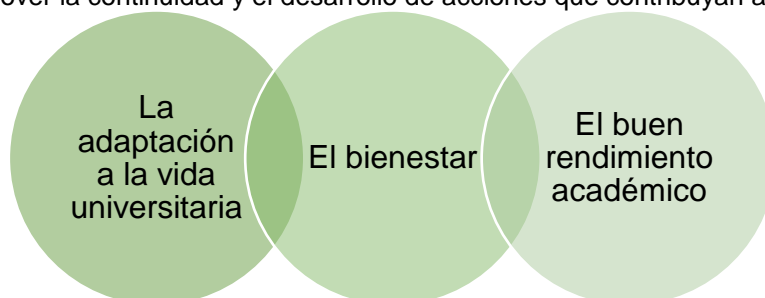 la continuidad y el desarrollo de acciones que contribuyan a
La
adaptación
a la vida
universitaria
El bienestar
El buen
rendimiento
académico